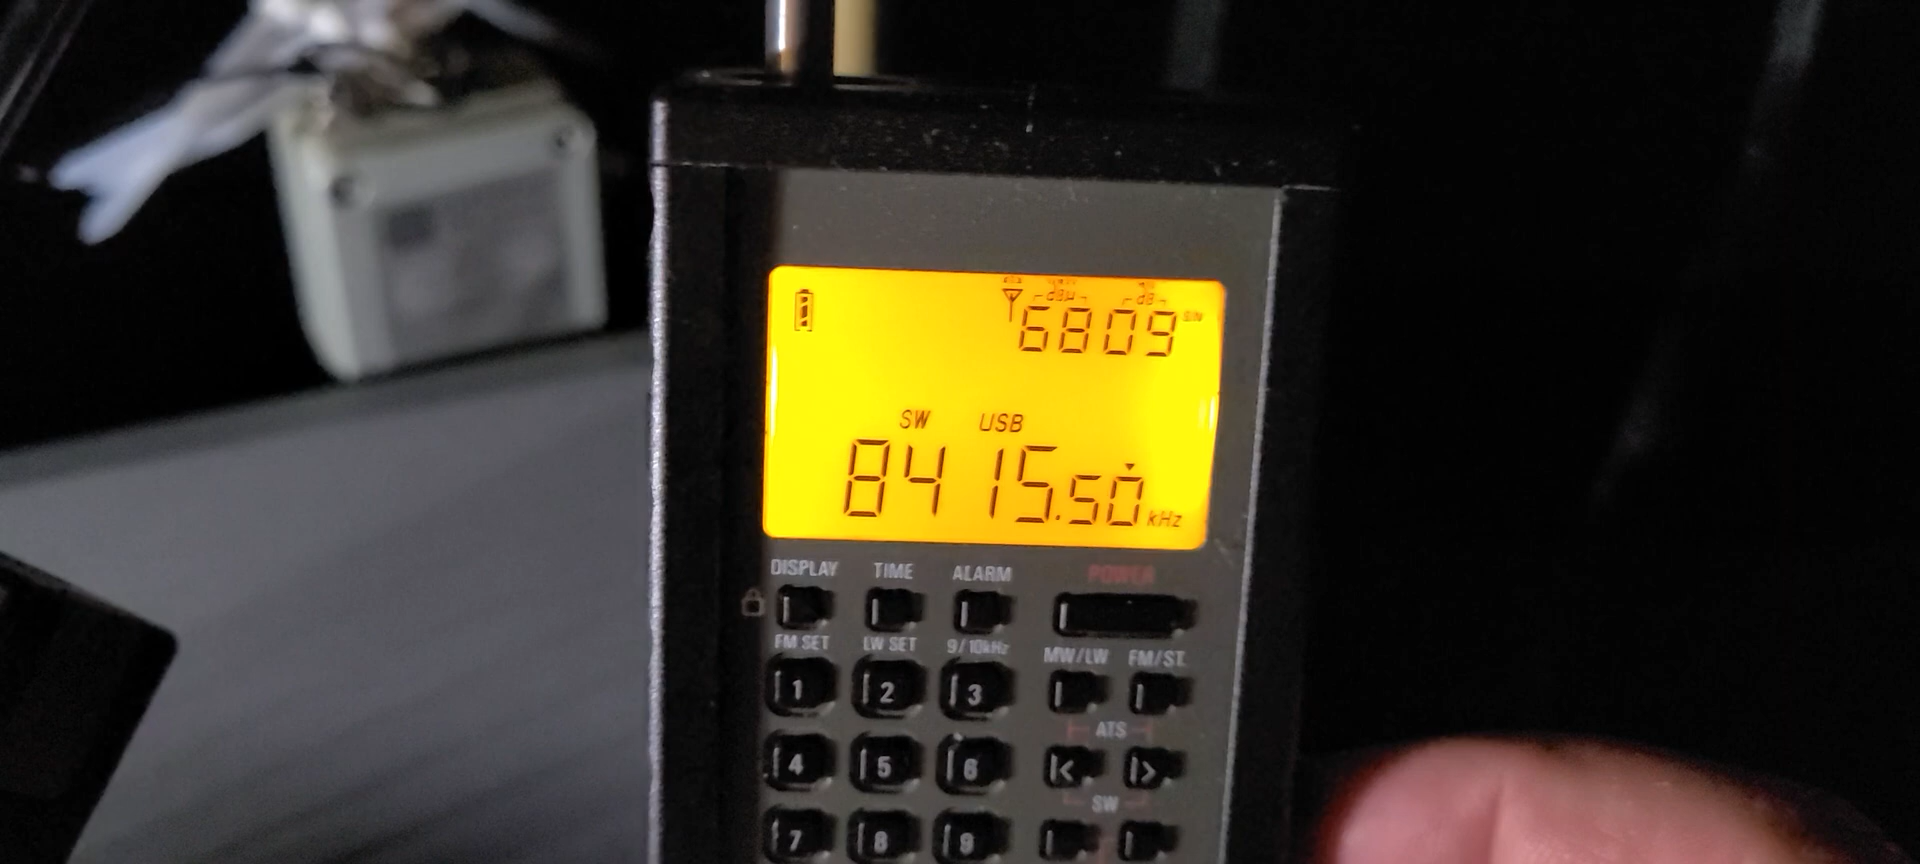 dBµ dB
6809 S/N
SW USB
8415.50 kHz
DISPLAY TIME ALARM POWER
FM SET LW SET 9/10kHz MW/LW FM/ST.
1 2 3
ATS
4 5 6 |< >|
SW
7 8 9